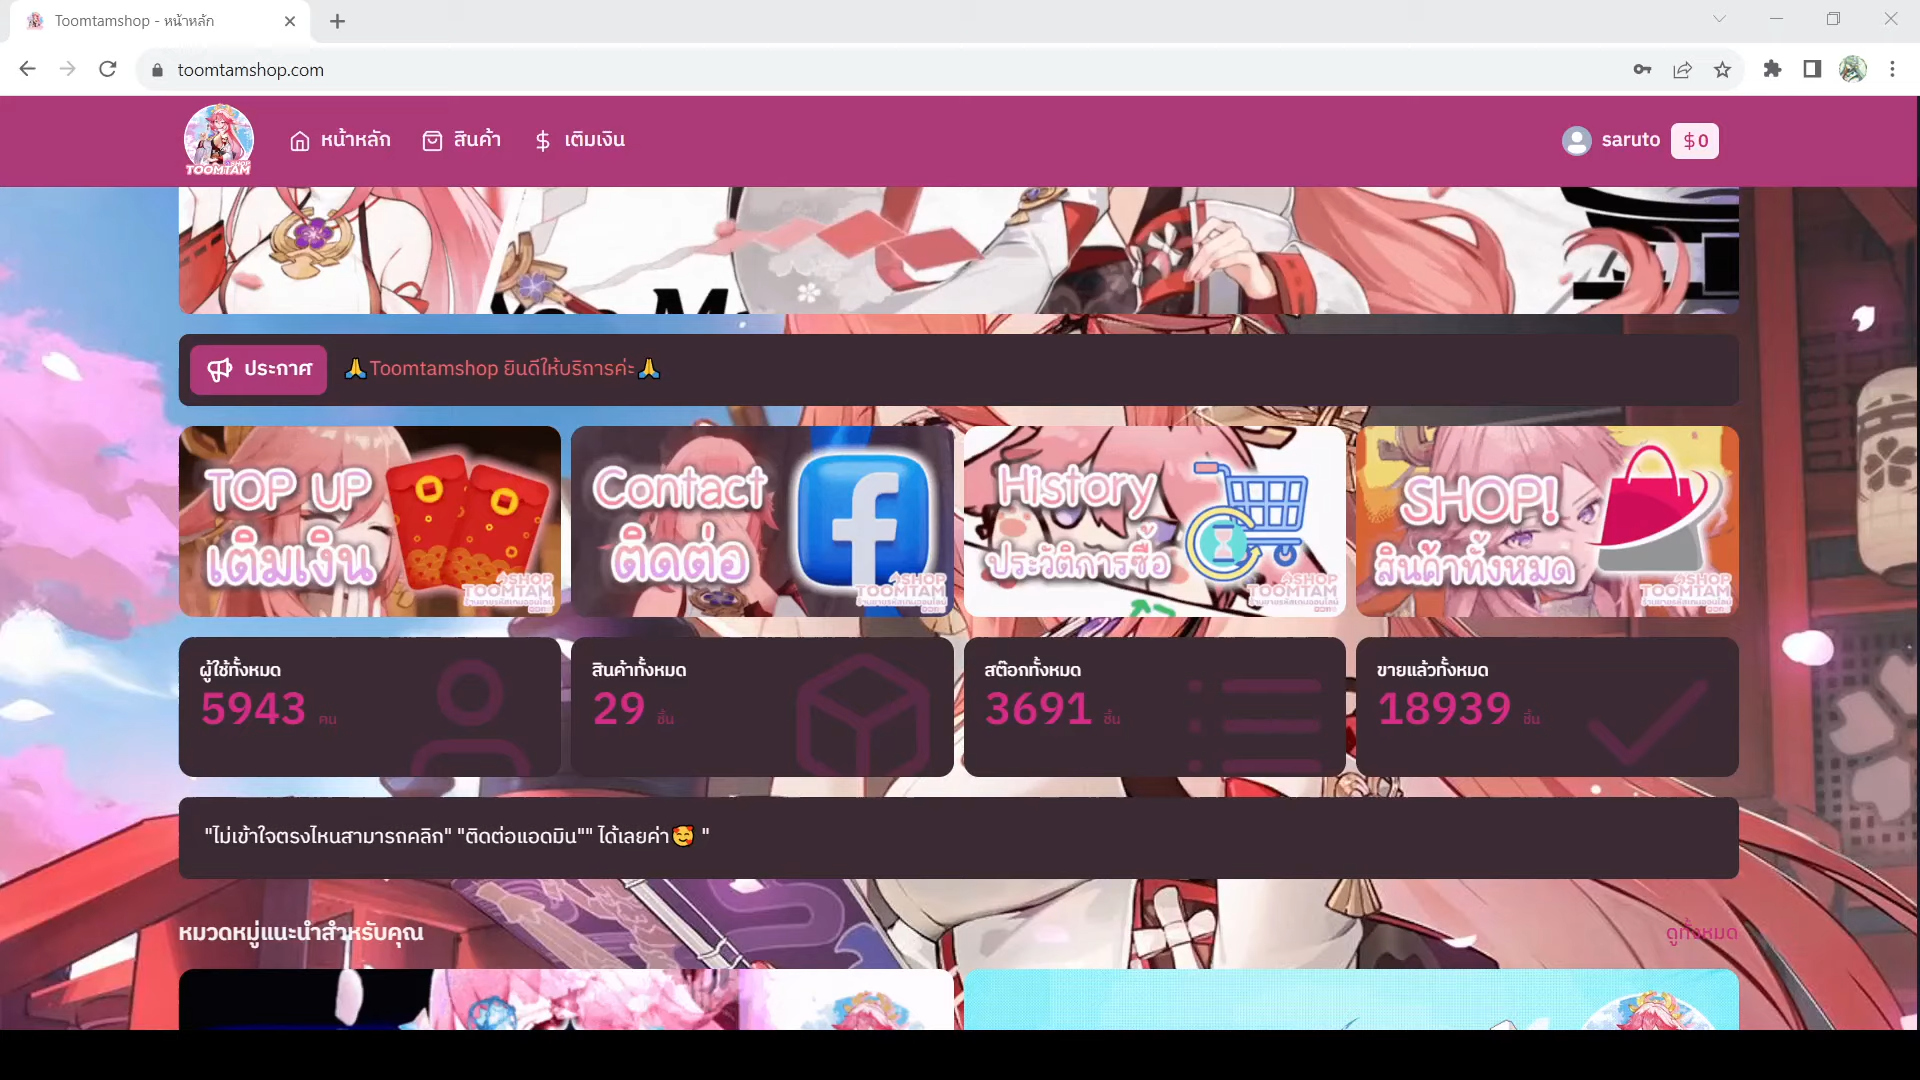 Toomtamshop - หน้าหลัก
toomtamshop.com
SHOP
TOOMTAM
หน้าหลัก
สินค้า
เติมเงิน
saruto
$0
ประกาศ
🙏Toomtamshop ยินดีให้บริการค่ะ🙏
TOP UP
เติมเงิน
SHOP
TOOMTAM
Contact
ติดต่อ
SHOP
TOOMTAM
History
ประวัติการซื้อ
SHOP
TOOMTAM
SHOP!
สินค้าทั้งหมด
SHOP
TOOMTAM
ผู้ใช้ทั้งหมด
5943 คน
สินค้าทั้งหมด
29 ชิ้น
สต๊อกทั้งหมด
3691 ชิ้น
ขายแล้วทั้งหมด
18939 ชิ้น
"ไม่เข้าใจตรงไหนสามารถคลิก" "ติดต่อแอดมิน"" ได้เลยค่า🥰 "
หมวดหมู่แนะนำสำหรับคุณ
ดูทั้งหมด